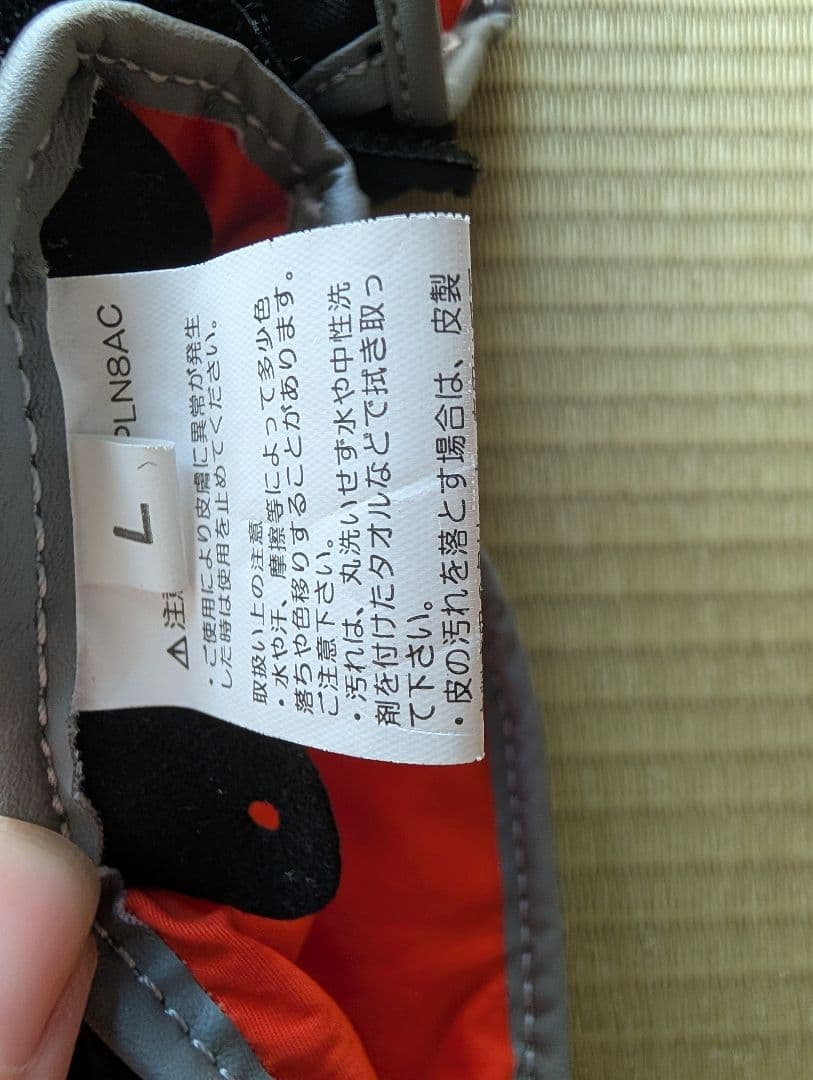 PLN8AC
L
⚠注
・ご使用により皮膚に異常が発生
した時は使用を止めてください。
取扱い上の注意
・水や汗、摩擦等によって多少色
落ちや色移りすることがあります。
ご注意下さい。
・汚れは、丸洗いせず水や中性洗
剤を付けたタオルなどで拭き取っ
て下さい。
・皮の汚れを落とす場合は、皮製